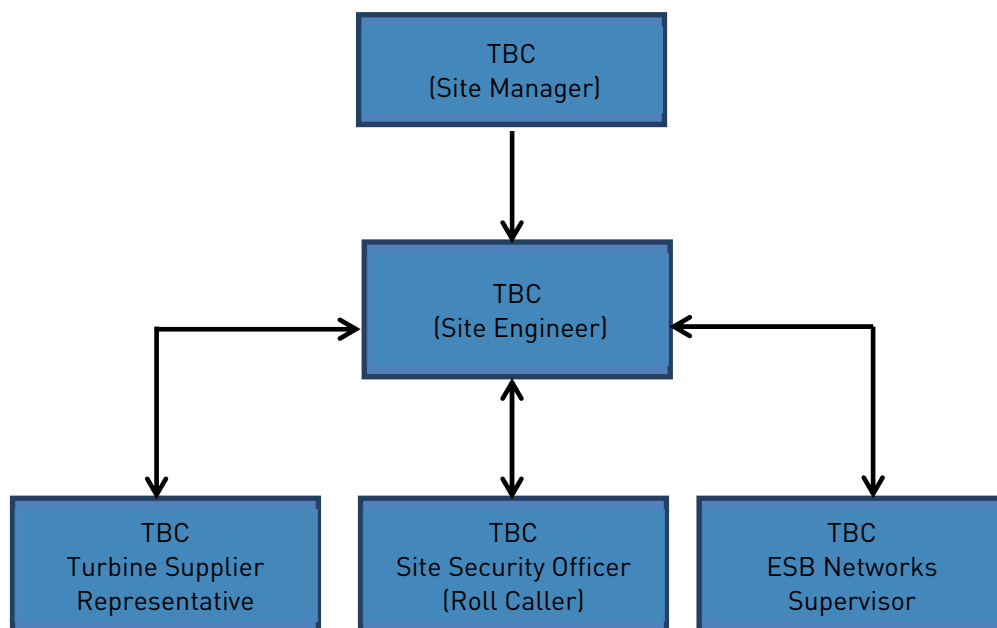 TBC
(Site Manager)
TBC
(Site Engineer)
TBC
Turbine Supplier
Representative
TBC
Site Security Officer
(Roll Caller)
TBC
ESB Networks
Supervisor